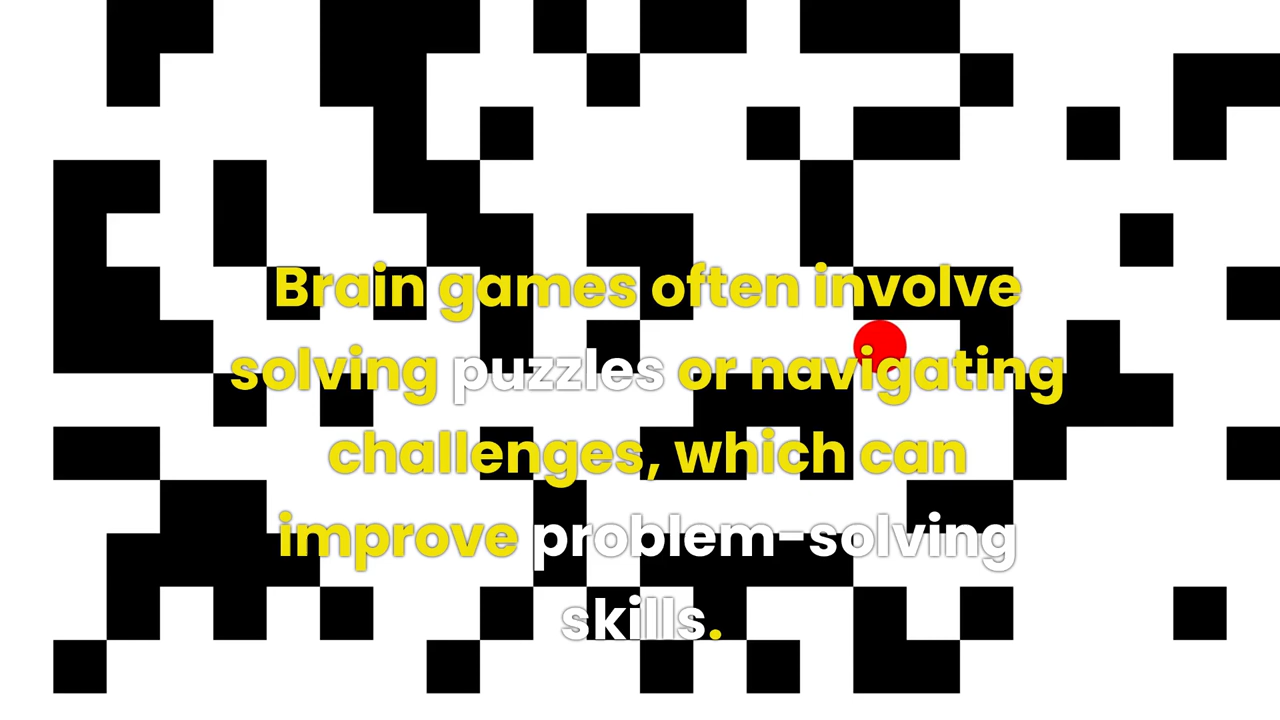 Brain games often involve
solving puzzles or navigating
challenges, which can
improve problem-solving
skills.